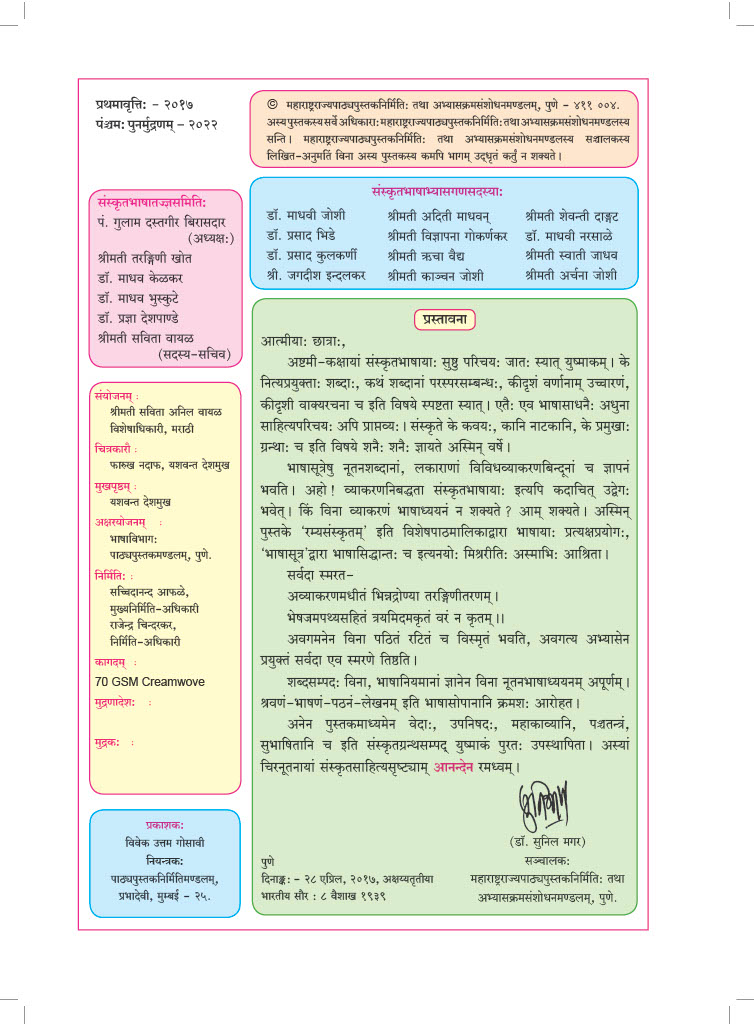 प्रथमावृत्ति: - २०१७
पंञ्चम: पुनर्मुद्रणम् - २०२२
© महाराष्ट्रराज्यपाठ्यपुस्तकनिर्मिति: तथा अभ्यासक्रमसंशोधनमण्डलम्, पुणे - ४११ ००४.
अस्य पुस्तकस्य सर्वे अधिकारा: महाराष्ट्रराज्यपाठ्यपुस्तकनिर्मिति: तथा अभ्यासक्रमसंशोधनमण्डलस्य
सन्ति। महाराष्ट्रराज्यपाठ्यपुस्तकनिर्मिति: तथा अभ्यासक्रमसंशोधनमण्डलस्य सञ्चालकस्य
लिखित-अनुमतिं विना अस्य पुस्तकस्य कमपि भागम् उद्धृतं कर्तुं न शक्यते।
संस्कृतभाषातज्ज्ञसमिति:
पं. गुलाम दस्तगीर बिरासदार
(अध्यक्ष:)
श्रीमती तरङ्गिणी खोत
डॉ. माधव केळकर
डॉ. माधव भुस्कुटे
डॉ. प्रज्ञा देशपाण्डे
श्रीमती सविता वायळ
(सदस्य-सचिव)
संस्कृतभाषाभ्यासगणसदस्या:
डॉ. माधवी जोशी श्रीमती अदिती माधवन् श्रीमती शेवन्ती दाङ्गट
डॉ. प्रसाद भिडे श्रीमती विज्ञापना गोकर्णकर डॉ. माधवी नरसाळे
डॉ. प्रसाद कुलकर्णी श्रीमती ऋचा वैद्य श्रीमती स्वाती जाधव
श्री. जगदीश इन्दलकर श्रीमती काञ्चन जोशी श्रीमती अर्चना जोशी
संयोजनम् :
श्रीमती सविता अनिल वायळ
विशेषाधिकारी, मराठी
चित्रकारौ :
फारुख नदाफ, यशवन्त देशमुख
मुखपृष्ठम् :
यशवन्त देशमुख
अक्षरयोजनम् :
भाषाविभाग:
पाठ्यपुस्तकमण्डलम्, पुणे.
निर्मिति: :
सच्चिदानन्द आफळे,
मुख्यनिर्मिति-अधिकारी
राजेन्द्र चिन्दरकर,
निर्मिति-अधिकारी
कागदम् :
70 GSM Creamwove
मुद्रणादेश: :
मुद्रक: :
प्रकाशक:
विवेक उत्तम गोसावी
नियन्त्रक:
पाठ्यपुस्तकनिर्मितिमण्डलम्,
प्रभादेवी, मुम्बई - २५.
प्रस्तावना
आत्मीया: छात्रा:,
अष्टमी-कक्षायां संस्कृतभाषाया: सुष्ठु परिचय: जात: स्यात् युष्माकम्। के
नित्यप्रयुक्ता: शब्दा:, कथं शब्दानां परस्परसम्बन्ध:, कीदृशं वर्णानाम् उच्चारणं,
कीदृशी वाक्यरचना च इति विषये स्पष्टता स्यात्। एतै: एव भाषासाधनै: अधुना
साहित्यपरिचय: अपि प्राप्तव्य:। संस्कृते के कवय:, कानि नाटकानि, के प्रमुखा:
ग्रन्था: च इति विषये शनै: शनै: ज्ञायते अस्मिन् वर्षे।
भाषासूत्रेषु नूतनशब्दानां, लकाराणां विविधव्याकरणबिन्दूनां च ज्ञापनं
भवति। अहो! व्याकरणनिबद्धता संस्कृतभाषाया: इत्यपि कदाचित् उद्वेग:
भवेत्। किं विना व्याकरणं भाषाध्ययनं न शक्यते? आम् शक्यते। अस्मिन्
पुस्तके ‘रम्यसंस्कृतम्’ इति विशेषपाठमालिकाद्वारा भाषाया: प्रत्यक्षप्रयोग:,
‘भाषासूत्र’द्वारा भाषासिद्धान्त: च इत्यनयो: मिश्ररीति: अस्माभि: आश्रिता।
सर्वदा स्मरत-
अव्याकरणमधीतं भिन्नद्रोण्या तरङ्गिणीतरणम्।
भेषजमपथ्यसहितं त्रयमिदमकृतं वरं न कृतम्।।
अवगमनेन विना पठितं रटितं च विस्मृतं भवति, अवगत्य अभ्यासेन
प्रयुक्तं सर्वदा एव स्मरणे तिष्ठति।
शब्दसम्पद: विना, भाषानियमानां ज्ञानेन विना नूतनभाषाध्ययनम् अपूर्णम्।
श्रवणं-भाषणं-पठनं-लेखनम् इति भाषासोपानानि क्रमश: आरोहत।
अनेन पुस्तकमाध्यमेन वेदा:, उपनिषद:, महाकाव्यानि, पञ्चतन्त्रं,
सुभाषितानि च इति संस्कृतग्रन्थसम्पद् युष्माकं पुरत: उपस्थापिता। अस्यां
चिरनूतनायां संस्कृतसाहित्यसृष्ट्याम् आनन्देन रमध्वम्।
(डॉ. सुनिल मगर)
सञ्चालक:
महाराष्ट्रराज्यपाठ्यपुस्तकनिर्मिति: तथा
अभ्यासक्रमसंशोधनमण्डलम्, पुणे.
पुणे
दिनाङ्क: - २८ एप्रिल, २०१७, अक्षय्यतृतीया
भारतीय सौर : ८ वैशाख १९३९